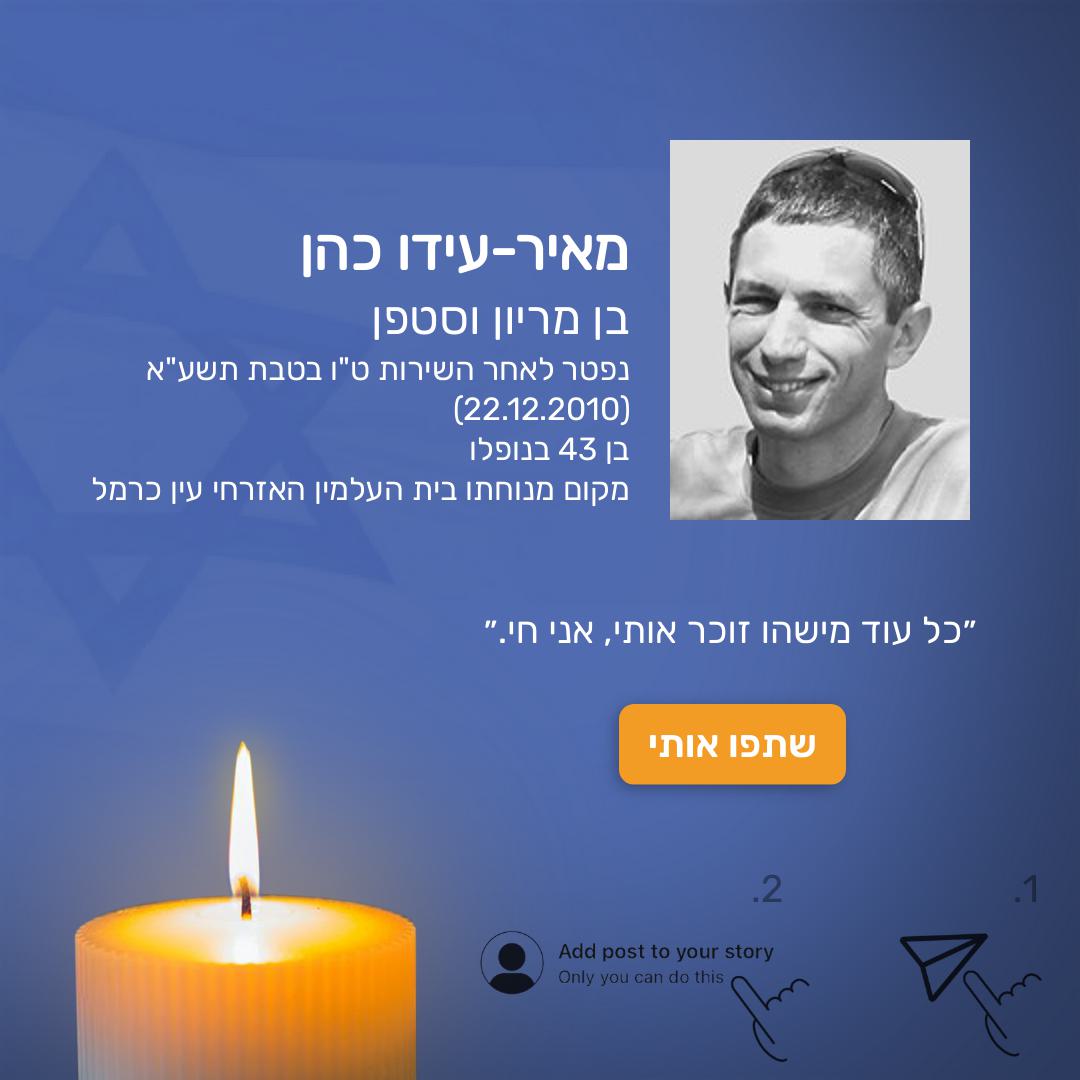 מאיר-עידו כהן
בן מריון וסטפן
נפטר לאחר השירות ט"ו בטבת תשע"א
(22.12.2010)
בן 43 בנופלו
מקום מנוחתו בית העלמין האזרחי עין כרמל
״כל עוד מישהו זוכר אותי, אני חי.״
שתפו אותי
.1
.2
Add post to your story
Only you can do this